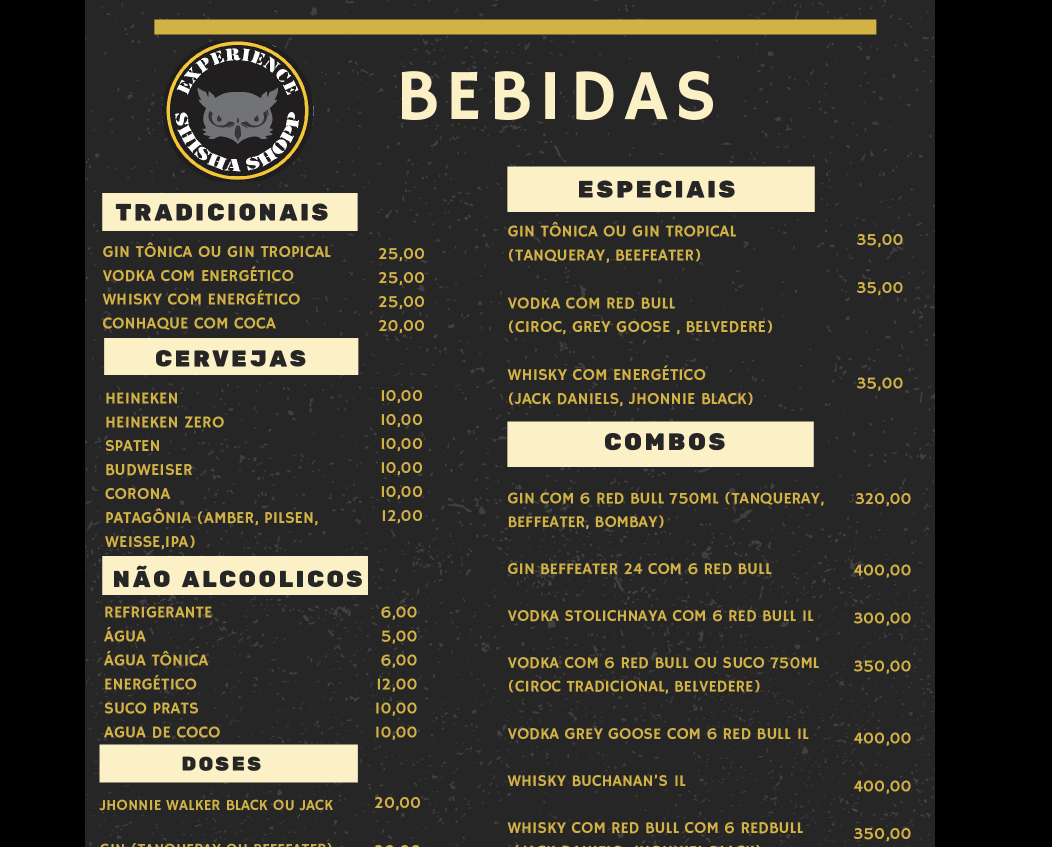 EXPERIENCE
SHISHA SHOPP
BEBIDAS
TRADICIONAIS
GIN TÔNICA OU GIN TROPICAL 25,00
VODKA COM ENERGÉTICO 25,00
WHISKY COM ENERGÉTICO 25,00
CONHAQUE COM COCA 20,00
CERVEJAS
HEINEKEN 10,00
HEINEKEN ZERO 10,00
SPATEN 10,00
BUDWEISER 10,00
CORONA 10,00
PATAGÔNIA (AMBER, PILSEN, 12,00
WEISSE,IPA)
NÃO ALCOOLICOS
REFRIGERANTE 6,00
ÁGUA 5,00
ÁGUA TÔNICA 6,00
ENERGÉTICO 12,00
SUCO PRATS 10,00
AGUA DE COCO 10,00
DOSES
JHONNIE WALKER BLACK OU JACK 20,00
GIN (TANQUERAY OU BEEFEATER) 20,00
ESPECIAIS
GIN TÔNICA OU GIN TROPICAL 35,00
(TANQUERAY, BEEFEATER)
35,00
VODKA COM RED BULL
(CIROC, GREY GOOSE , BELVEDERE)
WHISKY COM ENERGÉTICO 35,00
(JACK DANIELS, JHONNIE BLACK)
COMBOS
GIN COM 6 RED BULL 750ML (TANQUERAY, 320,00
BEFFEATER, BOMBAY)
GIN BEFFEATER 24 COM 6 RED BULL 400,00
VODKA STOLICHNAYA COM 6 RED BULL 1L 300,00
VODKA COM 6 RED BULL OU SUCO 750ML 350,00
(CIROC TRADICIONAL, BELVEDERE)
VODKA GREY GOOSE COM 6 RED BULL 1L 400,00
WHISKY BUCHANAN'S 1L 400,00
WHISKY COM RED BULL COM 6 REDBULL 350,00